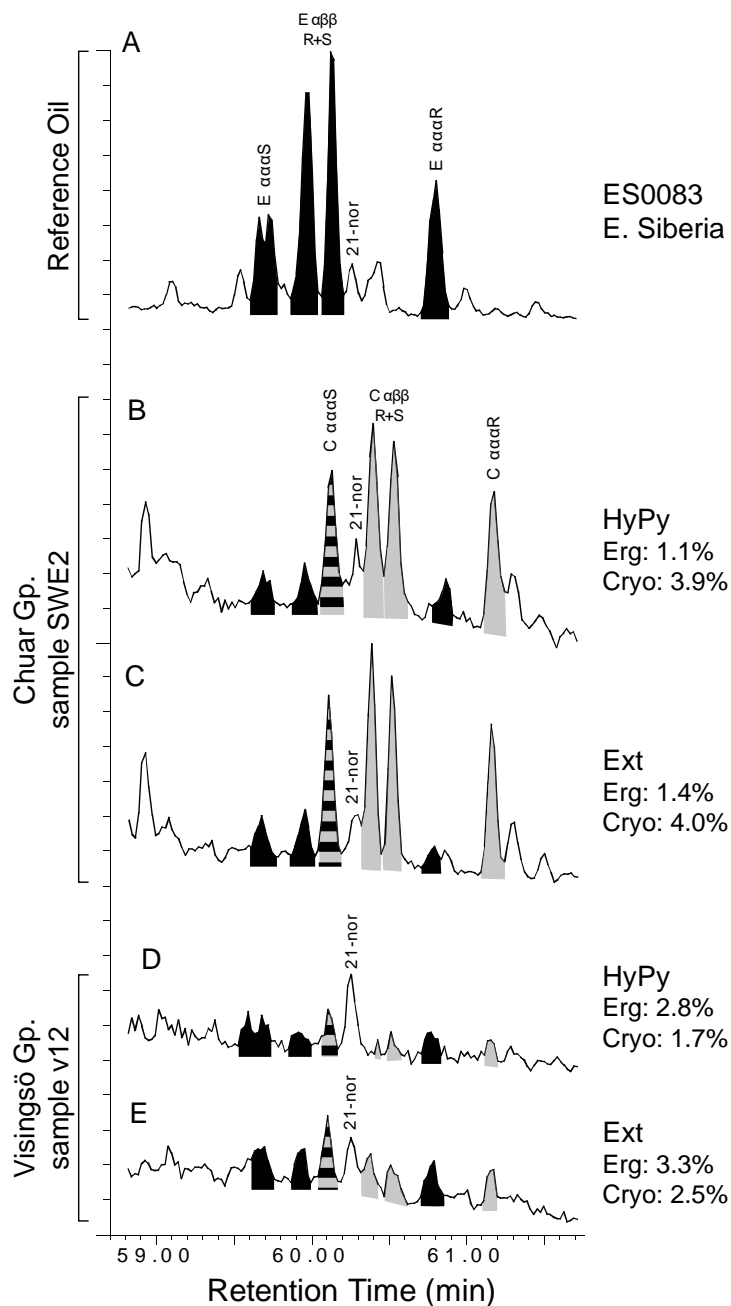 A
E αββ
R+S
E αααS
21-nor
E αααR
Reference Oil
ES0083
E. Siberia
B
C αααS
21-nor
C αββ
R+S
C αααR
HyPy
Erg: 1.1%
Cryo: 3.9%
Chuar Gp.
sample SWE2
C
21-nor
Ext
Erg: 1.4%
Cryo: 4.0%
D
21-nor
HyPy
Erg: 2.8%
Cryo: 1.7%
Visingsö Gp.
sample v12
E
21-nor
Ext
Erg: 3.3%
Cryo: 2.5%
59.00 60.00 61.00
Retention Time (min)